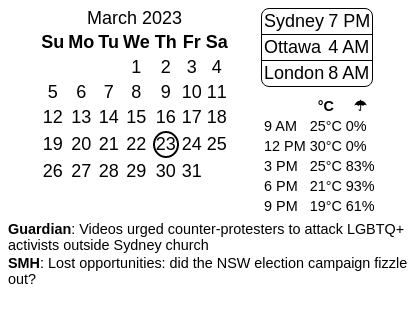 March 2023
Su Mo Tu We Th Fr Sa
1 2 3 4
5 6 7 8 9 10 11
12 13 14 15 16 17 18
19 20 21 22 23 24 25
26 27 28 29 30 31
Sydney 7 PM
Ottawa 4 AM
London 8 AM
°C ☂
9 AM 25°C 0%
12 PM 30°C 0%
3 PM 25°C 83%
6 PM 21°C 93%
9 PM 19°C 61%
Guardian: Videos urged counter-protesters to attack LGBTQ+
activists outside Sydney church
SMH: Lost opportunities: did the NSW election campaign fizzle
out?